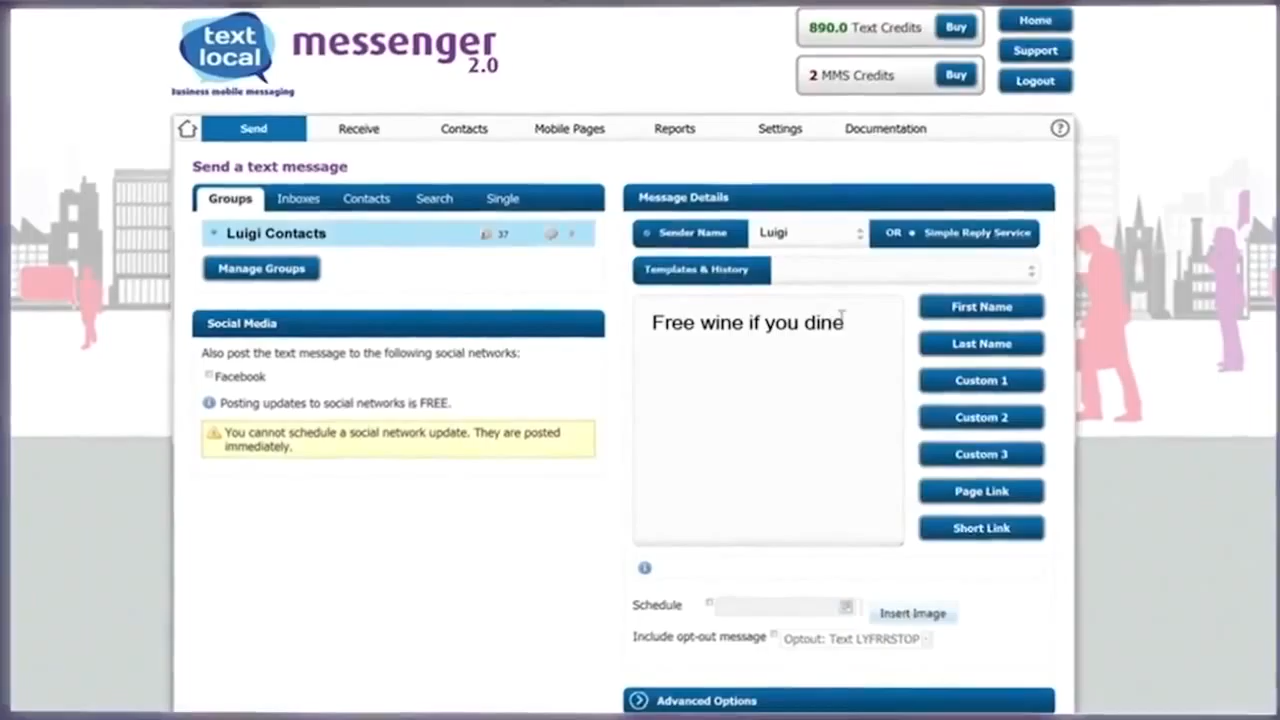 text
local
business mobile messaging
messenger
2.0
890.0 Text Credits
Buy
2 MMS Credits
Buy
Home
Support
Logout
Send
Receive
Contacts
Mobile Pages
Reports
Settings
Documentation
?
Send a text message
Groups
Inboxes
Contacts
Search
Single
Luigi Contacts
37
Manage Groups
Social Media
Also post the text message to the following social networks:
Facebook
Posting updates to social networks is FREE.
You cannot schedule a social network update. They are posted
immediately.
Message Details
Sender Name
Luigi
OR
Simple Reply Service
Templates & History
Free wine if you dine
First Name
Last Name
Custom 1
Custom 2
Custom 3
Page Link
Short Link
Schedule
Insert Image
Include opt-out message
Optout: Text LYFRRSTOP
Advanced Options